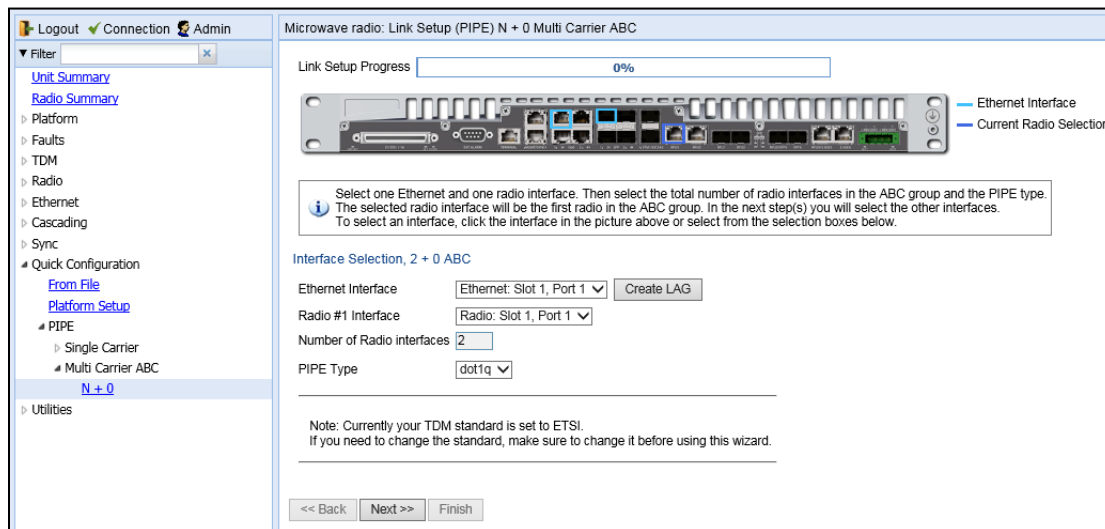 Logout Connection Admin
Filter
Unit Summary
Radio Summary
Platform
Faults
TDM
Radio
Ethernet
Cascading
Sync
Quick Configuration
From File
Platform Setup
PIPE
Single Carrier
Multi Carrier ABC
N + 0
Utilities
Microwave radio: Link Setup (PIPE) N + 0 Multi Carrier ABC
Link Setup Progress 0%
Ethernet Interface
Current Radio Selection
Select one Ethernet and one radio interface. Then select the total number of radio interfaces in the ABC group and the PIPE type.
The selected radio interface will be the first radio in the ABC group. In the next step(s) you will select the other interfaces.
To select an interface, click the interface in the picture above or select from the selection boxes below.
Interface Selection, 2 + 0 ABC
Ethernet Interface Ethernet: Slot 1, Port 1 Create LAG
Radio #1 Interface Radio: Slot 1, Port 1
Number of Radio interfaces 2
PIPE Type dot1q
Note: Currently your TDM standard is set to ETSI.
If you need to change the standard, make sure to change it before using this wizard.
<< Back Next >> Finish